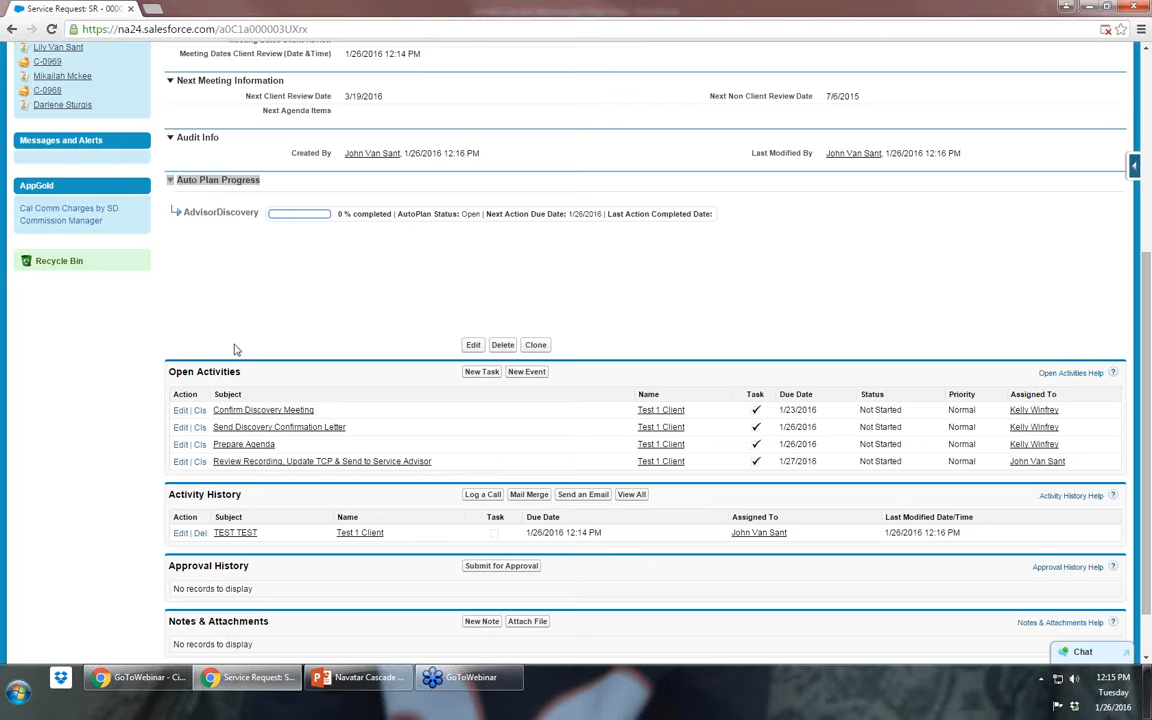 Service Request: SR - 0000
https://na24.salesforce.com/a0C1a000003UXrx
Lily Van Sant
C-0969
Mikailah Mckee
C-0968
Darlene Sturgis
Messages and Alerts
AppGold
Cal Comm Charges by SD
Commission Manager
Recycle Bin
Meeting Dates Client Review (Date &Time) 1/26/2016 12:14 PM
Next Meeting Information
Next Client Review Date 3/19/2016 Next Non Client Review Date 7/6/2015
Next Agenda Items
Audit Info
Created By John Van Sant, 1/26/2016 12:16 PM Last Modified By John Van Sant, 1/26/2016 12:16 PM
Auto Plan Progress
AdvisorDiscovery 0 % completed | AutoPlan Status: Open | Next Action Due Date: 1/26/2016 | Last Action Completed Date:
Edit Delete Clone
Open Activities New Task New Event Open Activities Help ?
Action Subject Name Task Due Date Status Priority Assigned To
Edit | Cls Confirm Discovery Meeting Test 1 Client ✓ 1/23/2016 Not Started Normal Kelly Winfrey
Edit | Cls Send Discovery Confirmation Letter Test 1 Client ✓ 1/26/2016 Not Started Normal Kelly Winfrey
Edit | Cls Prepare Agenda Test 1 Client ✓ 1/26/2016 Not Started Normal Kelly Winfrey
Edit | Cls Review Recording, Update TCP & Send to Service Advisor Test 1 Client ✓ 1/27/2016 Not Started Normal John Van Sant
Activity History Log a Call Mail Merge Send an Email View All Activity History Help ?
Action Subject Name Task Due Date Assigned To Last Modified Date/Time
Edit | Del TEST TEST Test 1 Client 1/26/2016 12:14 PM John Van Sant 1/26/2016 12:16 PM
Approval History Submit for Approval Approval History Help ?
No records to display
Notes & Attachments New Note Attach File Notes & Attachments Help ?
No records to display
Chat
GoToWebinar - Ci... Service Request: S... Navatar Cascade ... GoToWebinar
12:15 PM
Tuesday
1/26/2016